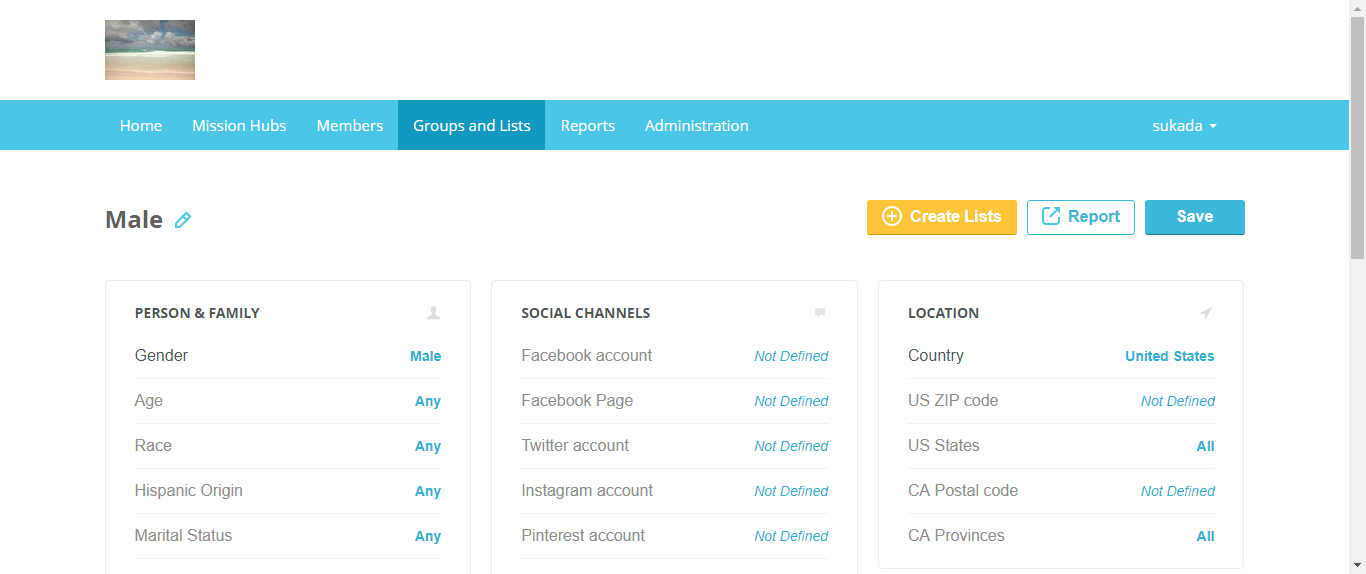 Home Mission Hubs Members Groups and Lists Reports Administration sukada
Male Create Lists Report Save
PERSON & FAMILY
Gender Male
Age Any
Race Any
Hispanic Origin Any
Marital Status Any
SOCIAL CHANNELS
Facebook account Not Defined
Facebook Page Not Defined
Twitter account Not Defined
Instagram account Not Defined
Pinterest account Not Defined
LOCATION
Country United States
US ZIP code Not Defined
US States All
CA Postal code Not Defined
CA Provinces All